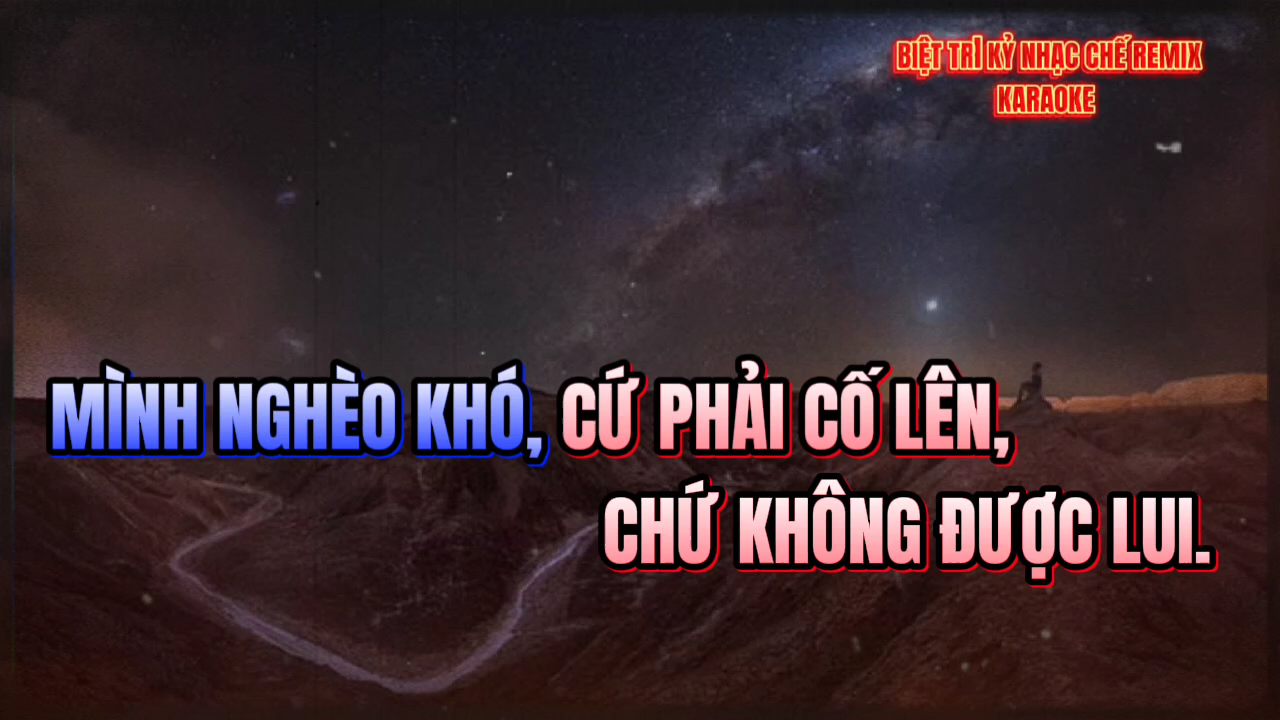 BIỆT TRI KỶ NHẠC CHẾ REMIX
KARAOKE
MÌNH NGHÈO KHÓ, CỨ PHẢI CỐ LÊN,
CHỨ KHÔNG ĐƯỢC LUI.